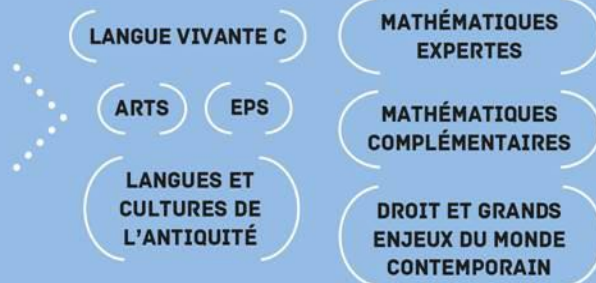 LANGUE VIVANTE C
ARTS
EPS
LANGUES ET
CULTURES DE
L'ANTIQUITÉ
MATHÉMATIQUES
EXPERTES
MATHÉMATIQUES
COMPLÉMENTAIRES
DROIT ET GRANDS
ENJEUX DU MONDE
CONTEMPORAIN